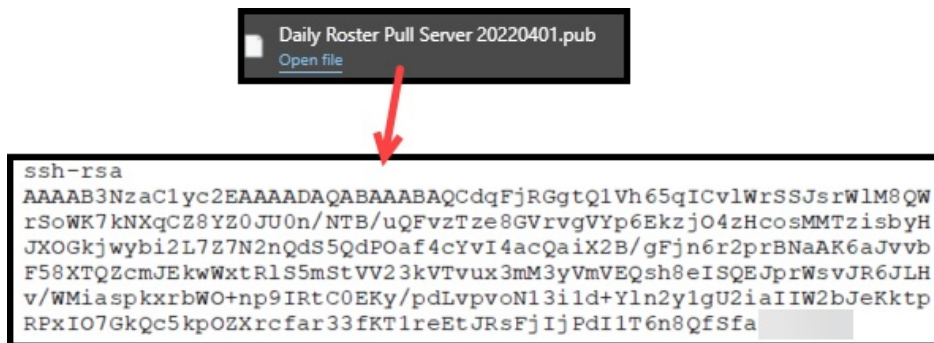 Daily Roster Pull Server 20220401.pub
Open file
ssh-rsa
AAAAB3NzaC1yc2EAAAADAQABAAABAQCdqFjRGgtQ1Vh65qICvlWrSSJsrWlM8QW
rSoWK7kNXqCZ8YZ0JU0n/NTB/uQFvzTze8GVrvgVYp6EkzjO4zHcosMMTzisbyH
JXOGkjwybi2L7Z7N2nQdS5QdPOaf4cYvI4acQaiX2B/gFjn6r2prBNaAK6aJvvb
F58XTQZcmJEkwWxtRlS5mStVV23kVTvux3mM3yVmVEQsh8eISQEJprWsvJR6JLH
v/WMiaspkxrbWO+np9IRtC0EKy/pdLvpvoN13i1d+Yln2y1gU2iaIIW2bJeKktp
RPxIO7GkQc5kpOZXrcfar33fKT1reEtJRsFjIjPdI1T6n8QfSfa